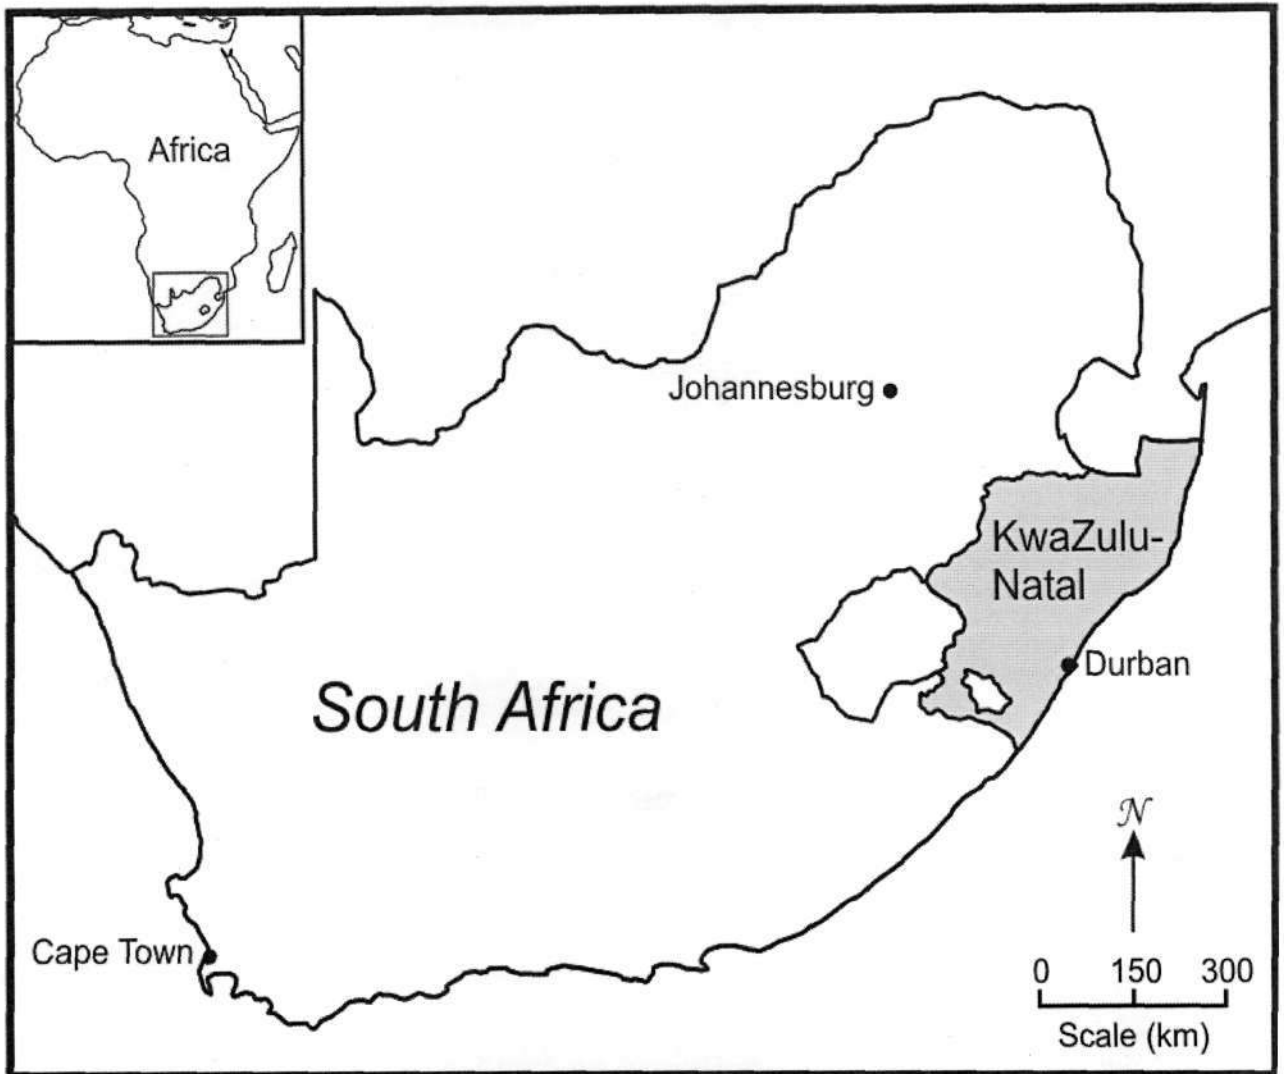 Africa
Johannesburg
KwaZulu-
Natal
Durban
South Africa
N
Cape Town
0 150 300
Scale (km)